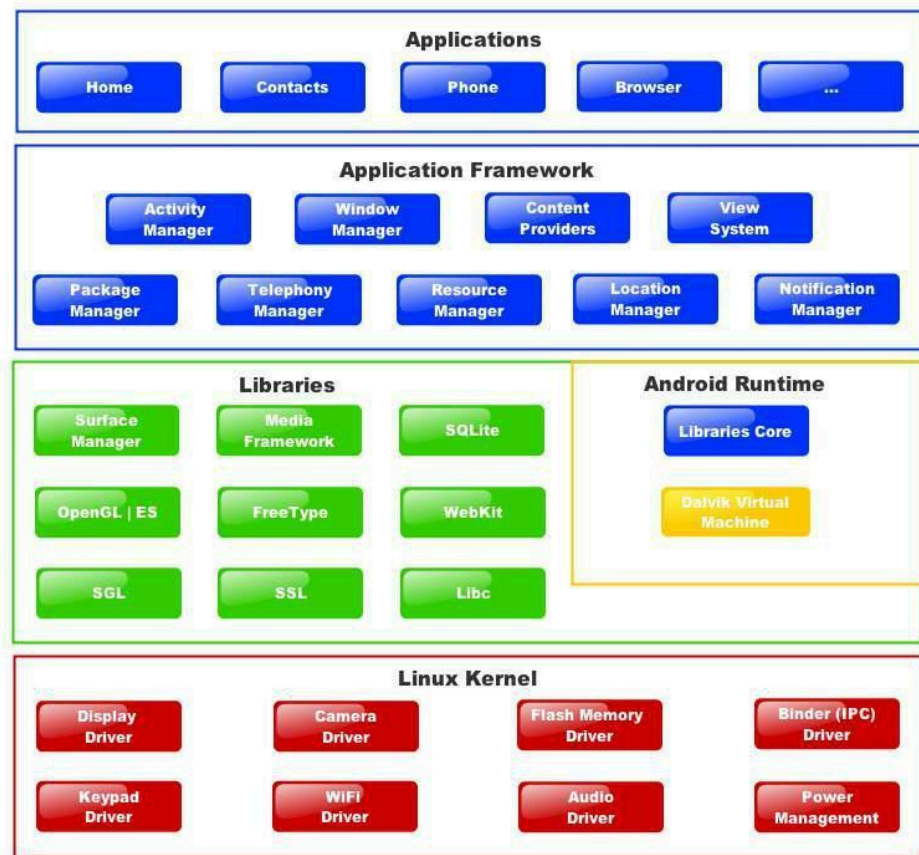 Applications
Home
Contacts
Phone
Browser
...
Application Framework
Activity
Manager
Window
Manager
Content
Providers
View
System
Package
Manager
Telephony
Manager
Resource
Manager
Location
Manager
Notification
Manager
Libraries
Surface
Manager
Media
Framework
SQLite
OpenGL | ES
FreeType
WebKit
SGL
SSL
Libc
Android Runtime
Libraries Core
Dalvik Virtual
Machine
Linux Kernel
Display
Driver
Camera
Driver
Flash Memory
Driver
Binder (IPC)
Driver
Keypad
Driver
WiFi
Driver
Audio
Driver
Power
Management